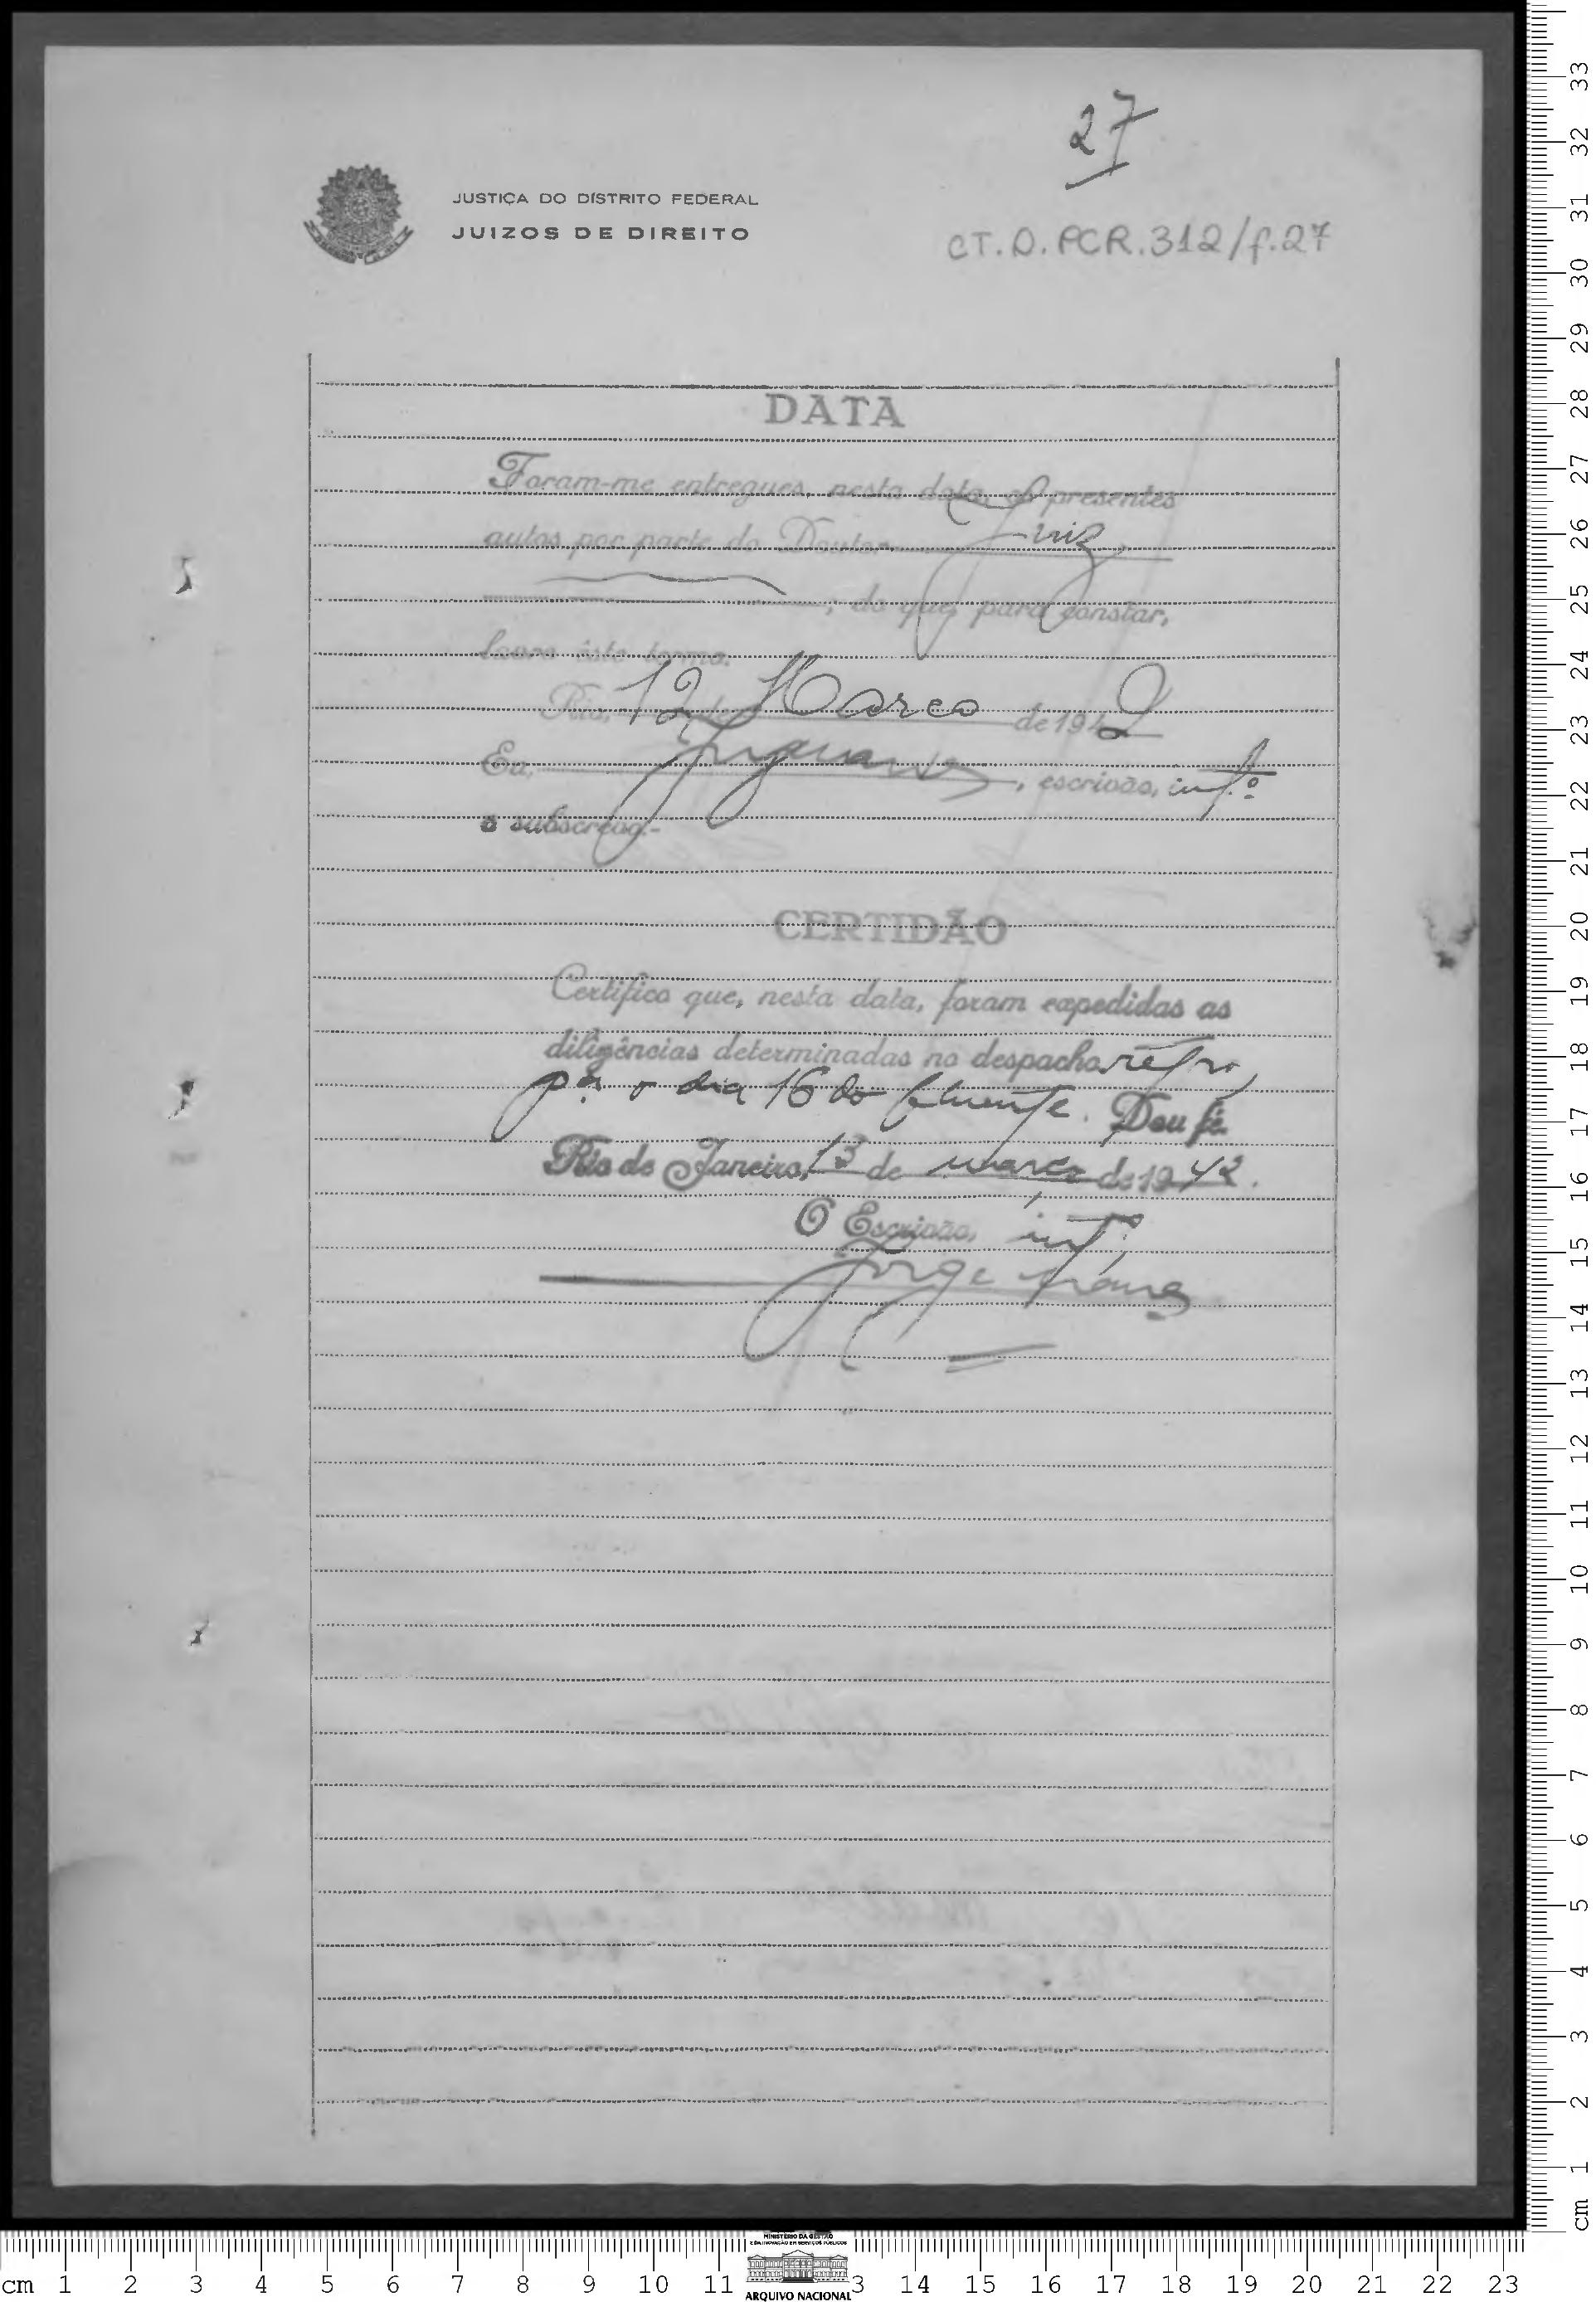 27
JUSTIÇA DO DISTRITO FEDERAL
JUIZOS DE DIREITO
CT.D.PCR.312/f.27
DATA
Foram-me entregues, nesta data, os presentes
autos por parte do Doutor Juiz
; do que, para constar,
lavro êste termo.
Rio, 12 de Março de 1942
Eu, , escrivão, intº
o subscrevo.-
CERTIDÃO
Certifico que, nesta data, foram expedidas as
diligências determinadas no despacho retro,
pª o dia 16 do fluente. Dou fé
Rio de Janeiro, 13 de março de 1942.
O Escrivão, intº,
Jorge
MINISTÉRIO DA GESTÃO
E DA INOVAÇÃO EM SERVIÇOS PÚBLICOS
ARQUIVO NACIONAL
cm 1 2 3 4 5 6 7 8 9 10 11 3 14 15 16 17 18 19 20 21 22 23
33 32 31 30 29 28 27 26 25 24 23 22 21 20 19 18 17 16 15 14 13 12 11 10 9 8 7 6 5 4 3 2 1 cm